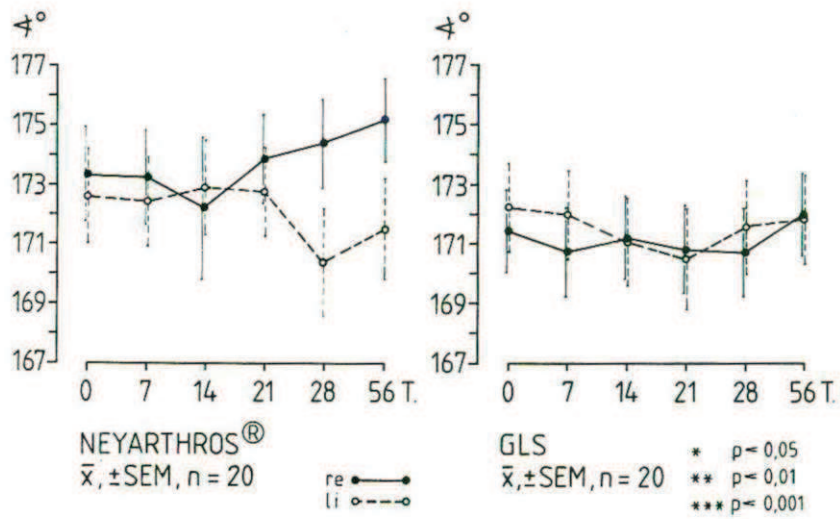 ∢°
177
175
173
171
169
167
0 7 14 21 28 56 T.
NEYARTHROS®
x̄, ±SEM, n = 20
re
li
∢°
177
175
173
171
169
167
0 7 14 21 28 56 T.
GLS
x̄, ±SEM, n = 20
* p< 0,05
** p< 0,01
*** p< 0,001